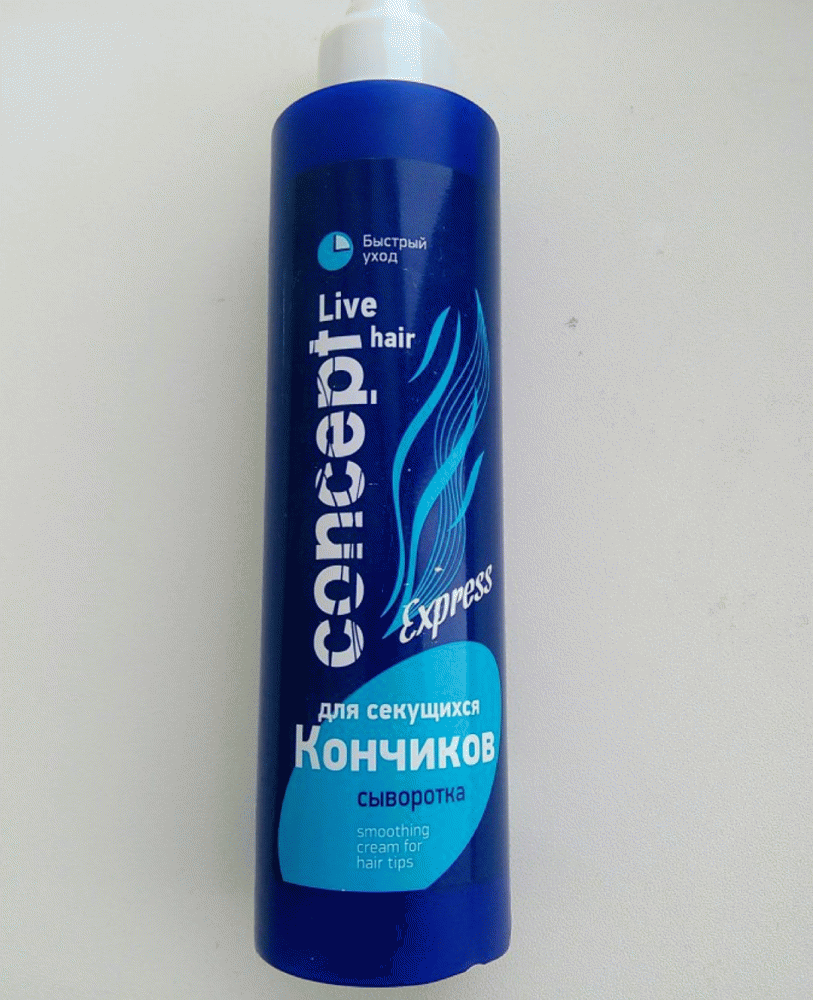 Быстрый
уход
Live
hair
concept
Express
для секущихся
Кончиков
сыворотка
smoothing
cream for
hair tips